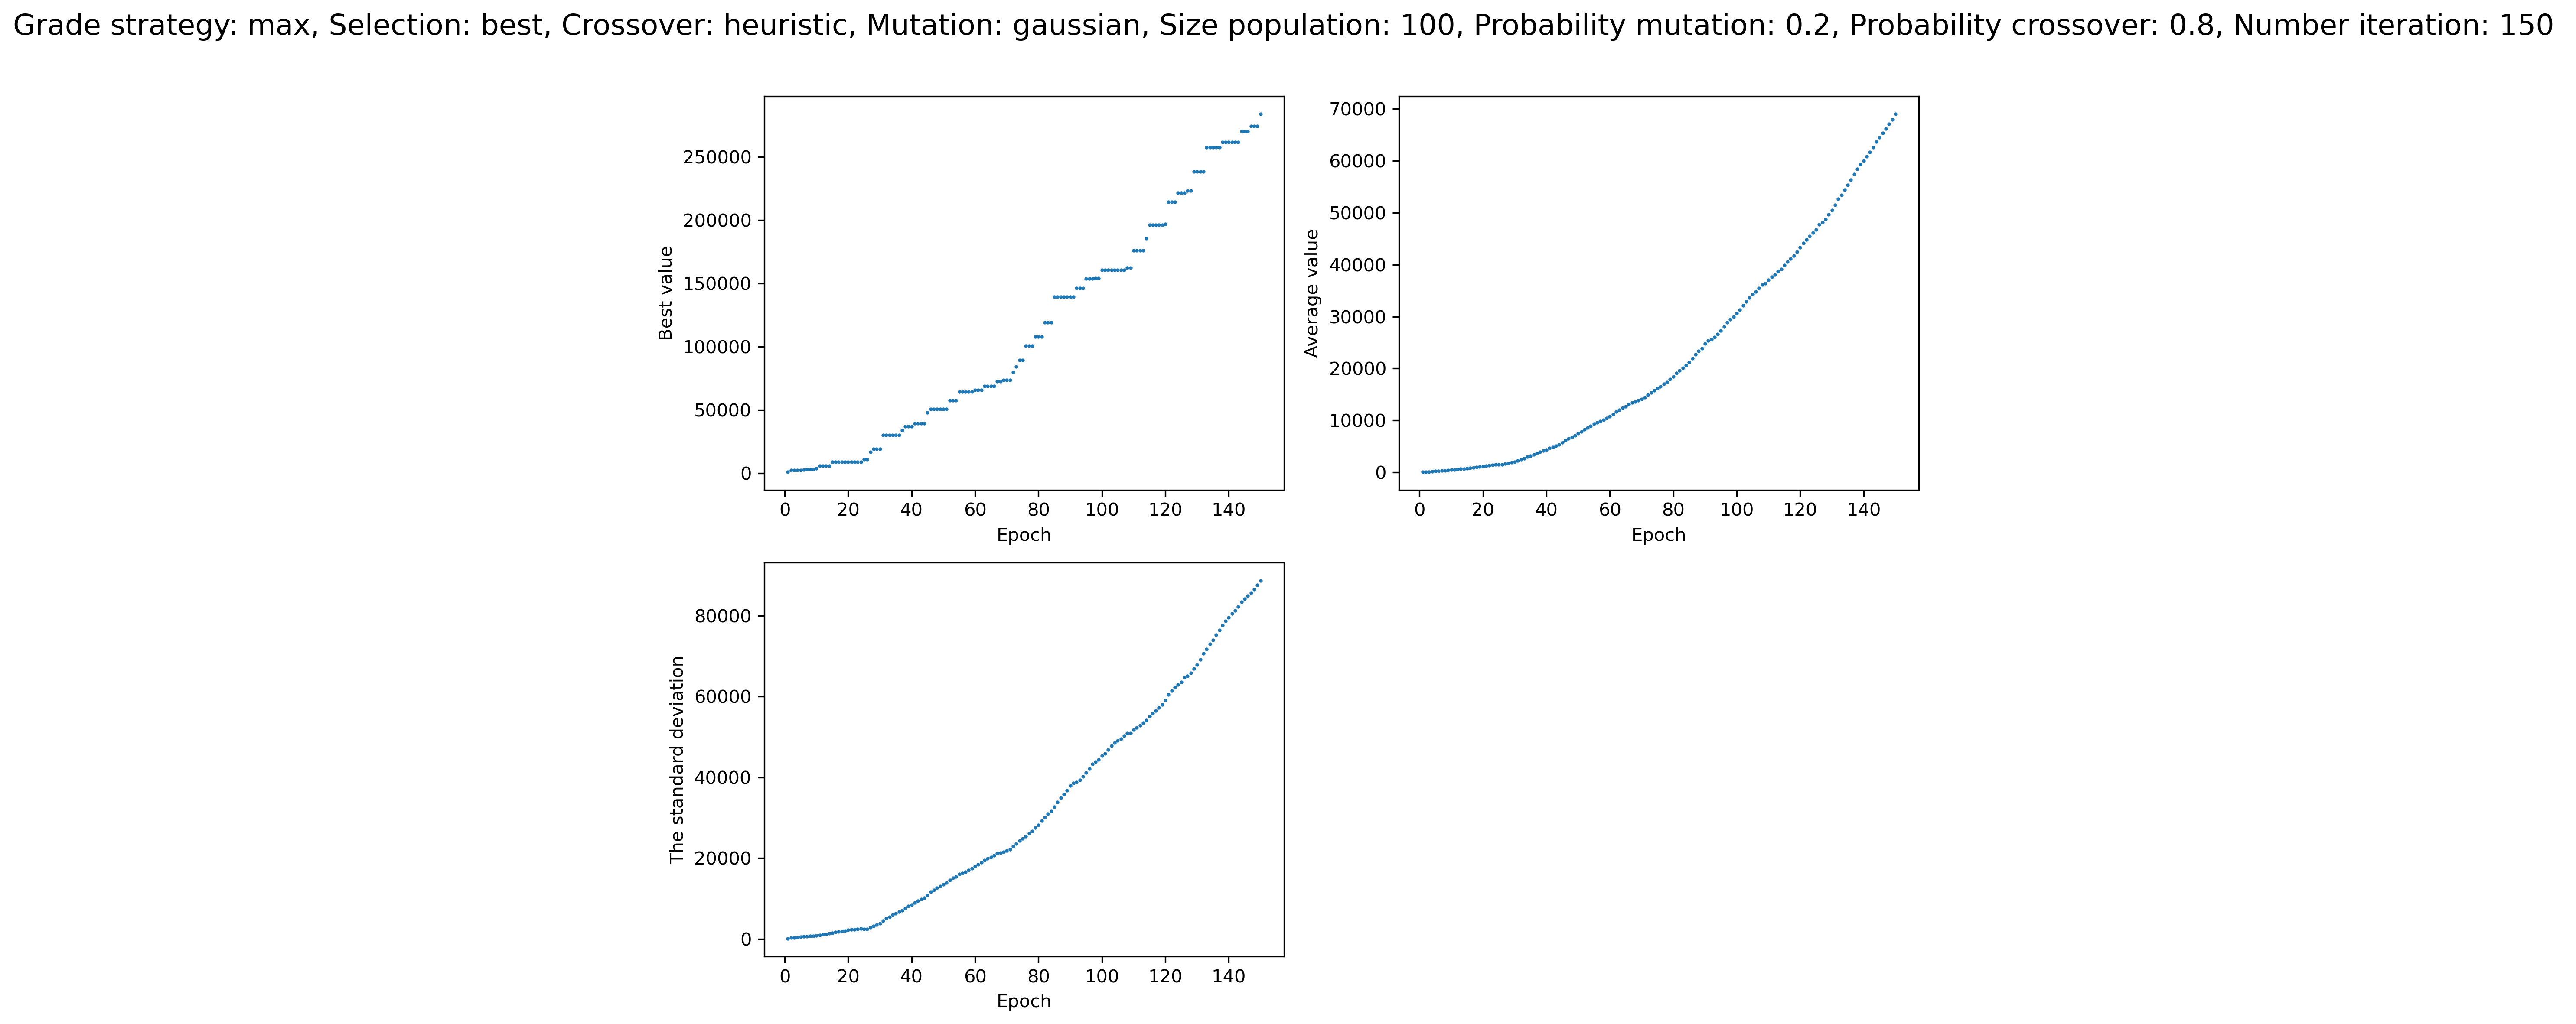 Grade strategy: max, Selection: best, Crossover: heuristic, Mutation: gaussian, Size population: 100, Probability mutation: 0.2, Probability crossover: 0.8, Number iteration: 150
Best value
250000
200000
150000
100000
50000
0
0 20 40 60 80 100 120 140
Epoch
Average value
70000
60000
50000
40000
30000
20000
10000
0
0 20 40 60 80 100 120 140
Epoch
The standard deviation
80000
60000
40000
20000
0
0 20 40 60 80 100 120 140
Epoch